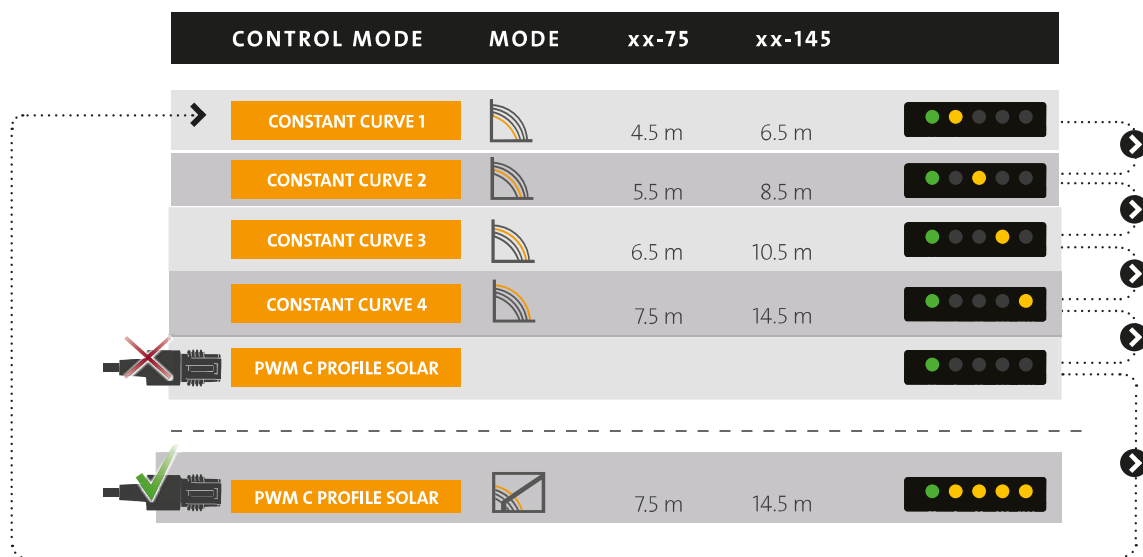 CONTROL MODE MODE xx-75 xx-145
CONSTANT CURVE 1 4.5 m 6.5 m
CONSTANT CURVE 2 5.5 m 8.5 m
CONSTANT CURVE 3 6.5 m 10.5 m
CONSTANT CURVE 4 7.5 m 14.5 m
PWM C PROFILE SOLAR
PWM C PROFILE SOLAR 7.5 m 14.5 m